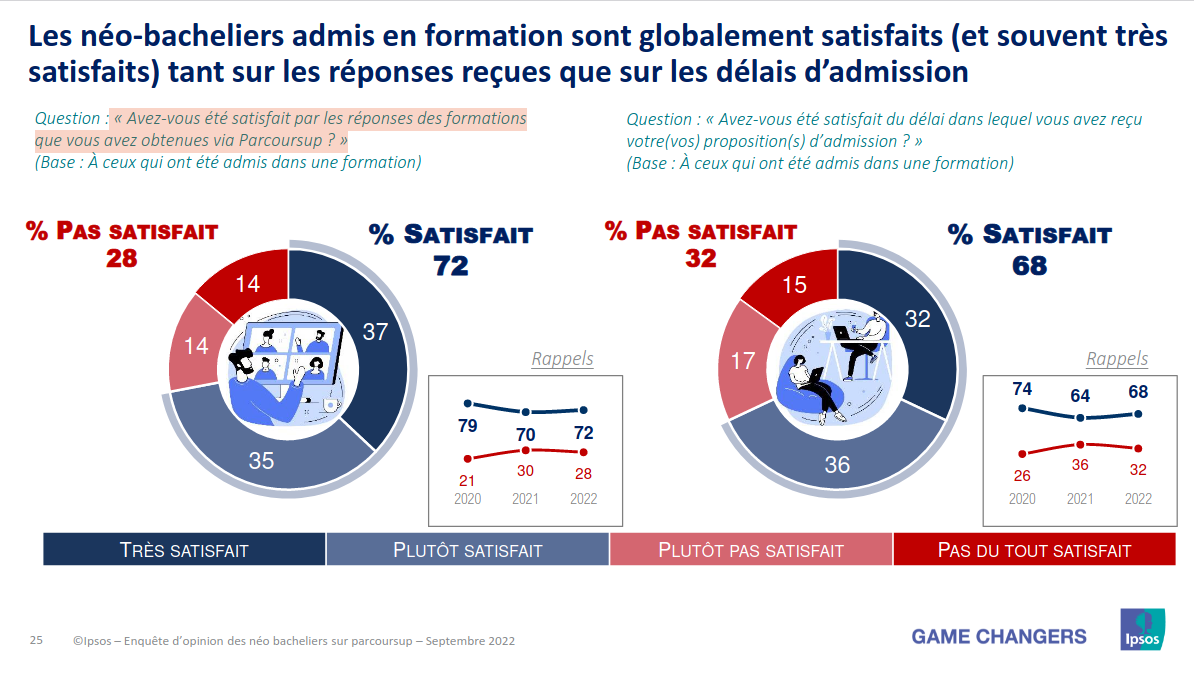 Les néo-bacheliers admis en formation sont globalement satisfaits (et souvent très
satisfaits) tant sur les réponses reçues que sur les délais d’admission
Question : « Avez-vous été satisfait par les réponses des formations
que vous avez obtenues via Parcoursup ? »
(Base : À ceux qui ont été admis dans une formation)
% PAS SATISFAIT
28
% SATISFAIT
72
14
37
14
35
Rappels
79
70
72
21
30
28
2020
2021
2022
Question : « Avez-vous été satisfait du délai dans lequel vous avez reçu
votre(vos) proposition(s) d’admission ? »
(Base : À ceux qui ont été admis dans une formation)
% PAS SATISFAIT
32
% SATISFAIT
68
15
32
17
36
Rappels
74
64
68
26
36
32
2020
2021
2022
TRÈS SATISFAIT
PLUTÔT SATISFAIT
PLUTÔT PAS SATISFAIT
PAS DU TOUT SATISFAIT
25
©Ipsos – Enquête d’opinion des néo bacheliers sur parcoursup – Septembre 2022
GAME CHANGERS
Ipsos